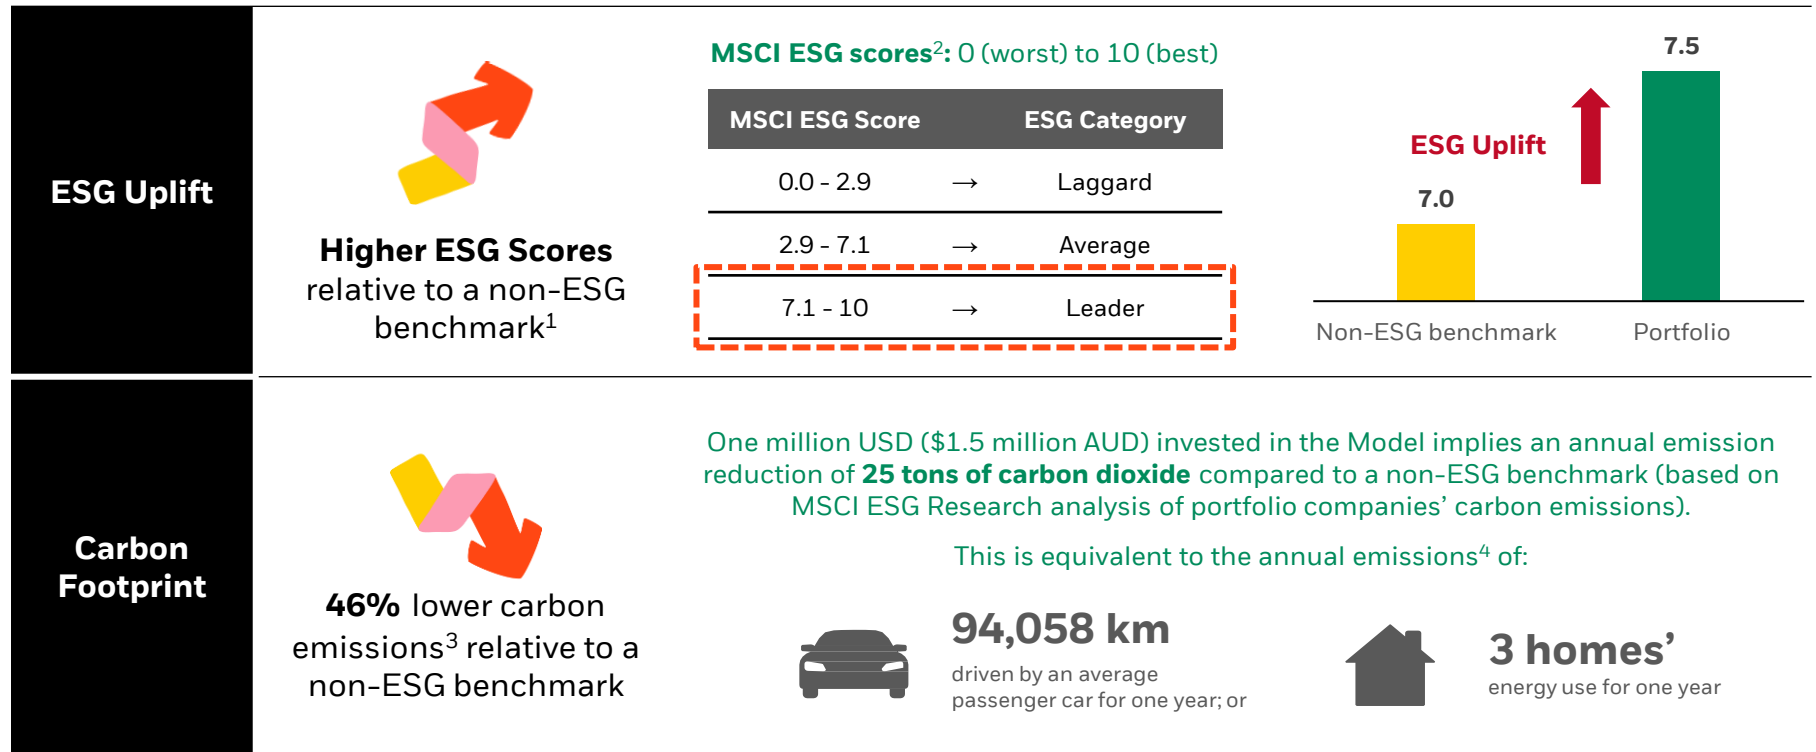 ESG Uplift
Higher ESG Scores
relative to a non-ESG
benchmark¹
MSCI ESG scores²: 0 (worst) to 10 (best)
MSCI ESG Score ESG Category
0.0 - 2.9 → Laggard
2.9 - 7.1 → Average
7.1 - 10 → Leader
7.5
ESG Uplift
7.0
Non-ESG benchmark Portfolio
Carbon
Footprint
46% lower carbon
emissions³ relative to a
non-ESG benchmark
One million USD ($1.5 million AUD) invested in the Model implies an annual emission
reduction of 25 tons of carbon dioxide compared to a non-ESG benchmark (based on
MSCI ESG Research analysis of portfolio companies’ carbon emissions).
This is equivalent to the annual emissions⁴ of:
94,058 km
driven by an average
passenger car for one year; or
3 homes’
energy use for one year